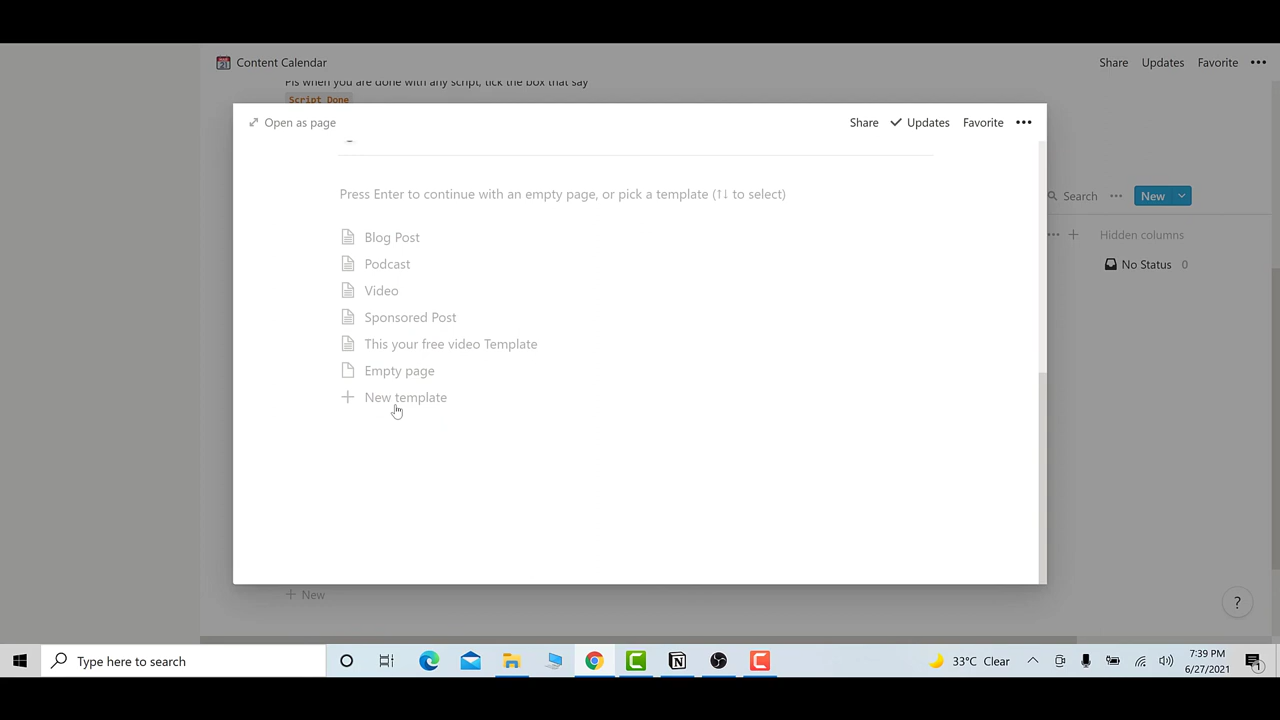 Content Calendar
Share
Updates
Favorite
Pls when you are done with any script, tick the box that say
Script Done
Open as page
Share
Updates
Favorite
Press Enter to continue with an empty page, or pick a template (↑↓ to select)
Blog Post
Podcast
Video
Sponsored Post
This your free video Template
Empty page
New template
Search
New
Hidden columns
No Status 0
New
?
Type here to search
33°C Clear
7:39 PM
6/27/2021
1